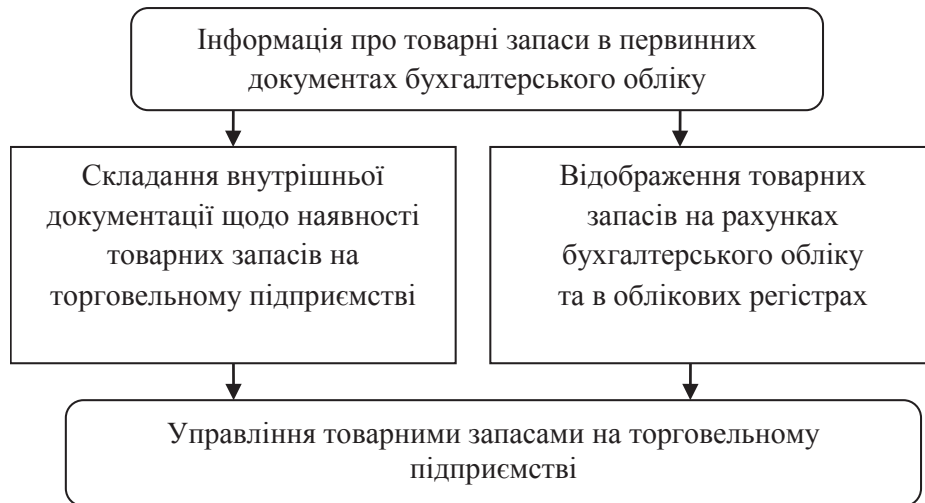 Інформація про товарні запаси в первинних
документах бухгалтерського обліку
Складання внутрішньої
документації щодо наявності
товарних запасів на
торговельному підприємстві
Відображення товарних
запасів на рахунках
бухгалтерського обліку
та в облікових регістрах
Управління товарними запасами на торговельному
підприємстві